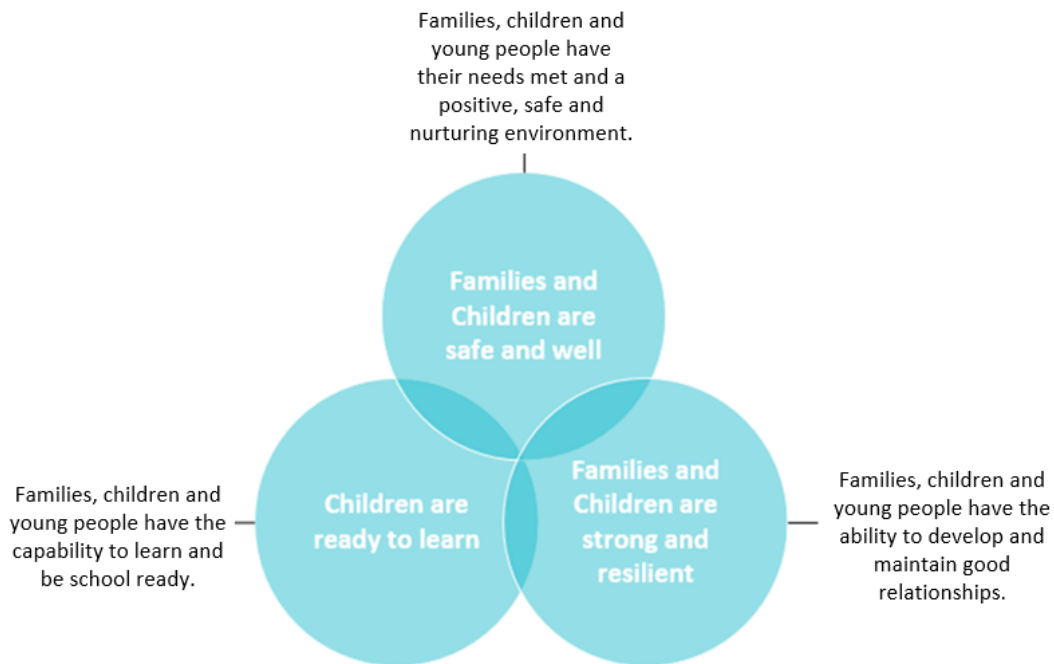 Families, children and
young people have
their needs met and a
positive, safe and
nurturing environment.
Families and
Children are
safe and well
Families, children and
young people have the
capability to learn and
be school ready.
Children are
ready to learn
Families and
Children are
strong and
resilient
Families, children and
young people have the
ability to develop and
maintain good
relationships.